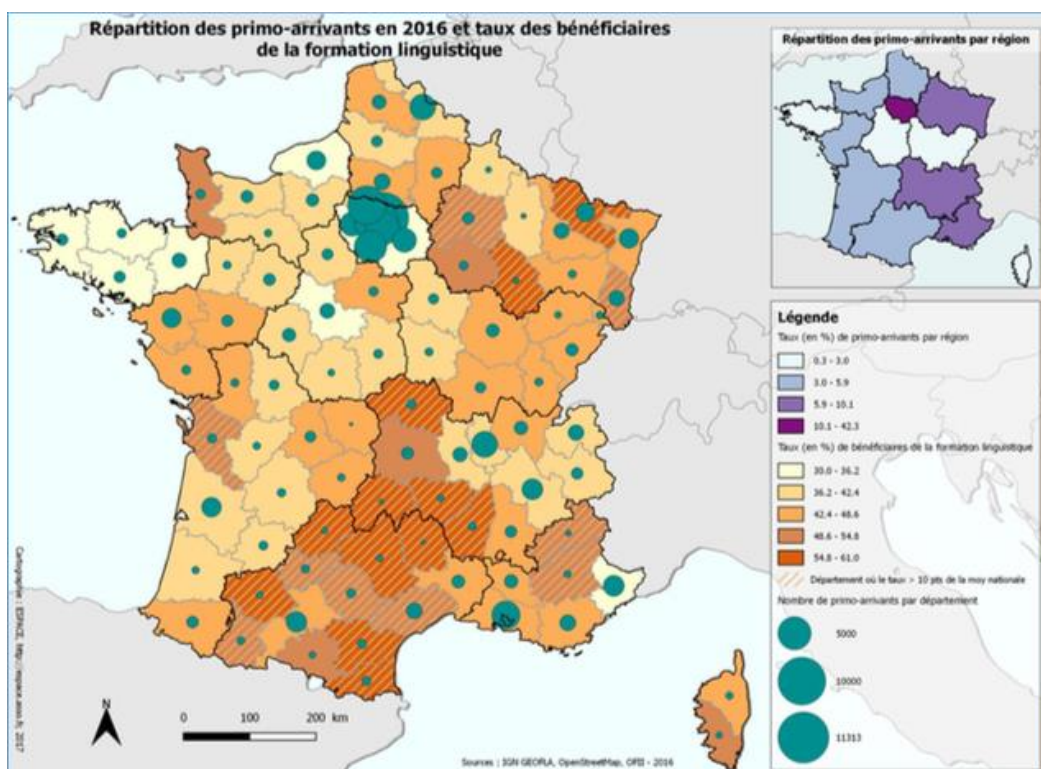 Répartition des primo-arrivants en 2016 et taux des bénéficiaires
de la formation linguistique
Répartition des primo-arrivants par région
Légende
Taux (en %) de primo-arrivants par région
0.3 - 3.0
3.0 - 5.9
5.9 - 10.1
10.1 - 42.3
Taux (en %) de bénéficiaires de la formation linguistique
30.0 - 36.2
36.2 - 42.4
42.4 - 48.6
48.6 - 54.8
54.8 - 61.0
Département où le taux > 10 pts de la moy nationale
Nombre de primo-arrivants par département
5000
10000
11313
N
0 100 200 km
Sources : IGN GEOFLA, OpenStreetMap, OFII - 2016
Cartographie : ESPACE, 2017